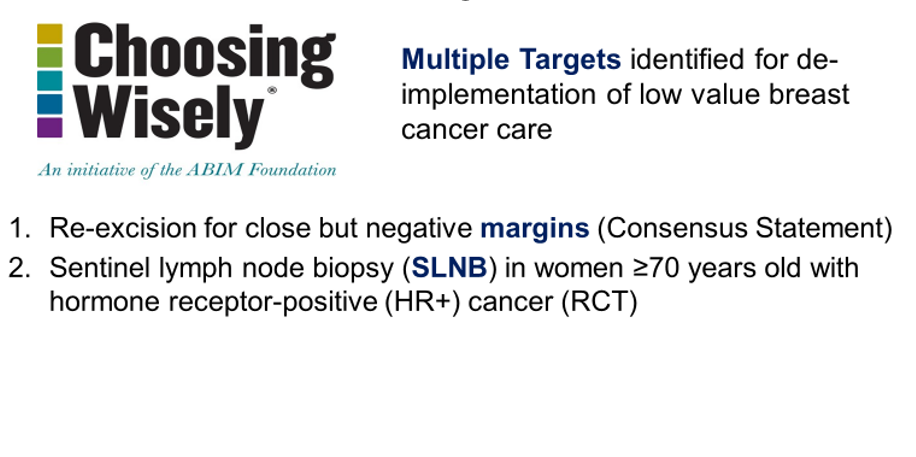 Choosing
Wisely®
An initiative of the ABIM Foundation
Multiple Targets identified for de-
implementation of low value breast
cancer care
1. Re-excision for close but negative margins (Consensus Statement)
2. Sentinel lymph node biopsy (SLNB) in women ≥70 years old with
hormone receptor-positive (HR+) cancer (RCT)